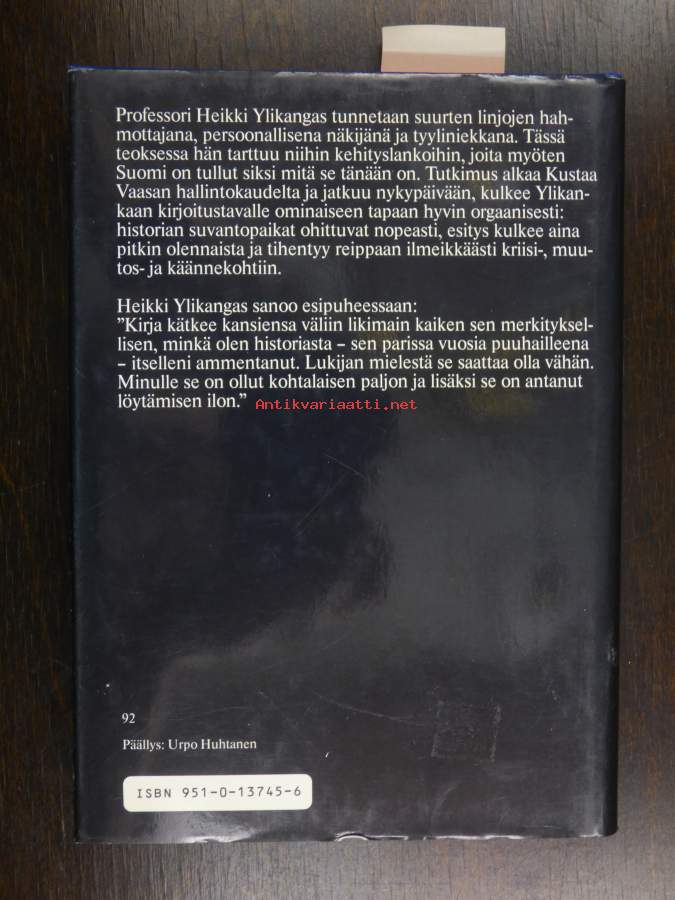 Professori Heikki Ylikangas tunnetaan suurten linjojen hah-
mottajana, persoonallisena näkijänä ja tyyliniekkana. Tässä
teoksessa hän tarttuu niihin kehityslankoihin, joita myöten
Suomi on tullut siksi mitä se tänään on. Tutkimus alkaa Kustaa
Vaasan hallintokaudelta ja jatkuu nykypäivään, kulkee Ylikan-
kaan kirjoitustavalle ominaiseen tapaan hyvin orgaanisesti:
historian suvantopaikat ohittuvat nopeasti, esitys kulkee aina
pitkin olennaista ja tihentyy reippaan ilmeikkäästi kriisi-, muu-
tos- ja käännekohtiin.
Heikki Ylikangas sanoo esipuheessaan:
”Kirja kätkee kansiensa väliin likimain kaiken sen merkityksel-
lisen, minkä olen historiasta – sen parissa vuosia puuhailleena
– itselleni ammentanut. Lukijan mielestä se saattaa olla vähän.
Minulle se on ollut kohtalaisen paljon ja lisäksi se on antanut
löytämisen ilon.”
Antikvariaatti.net
92
Päällys: Urpo Huhtanen
ISBN 951-0-13745-6